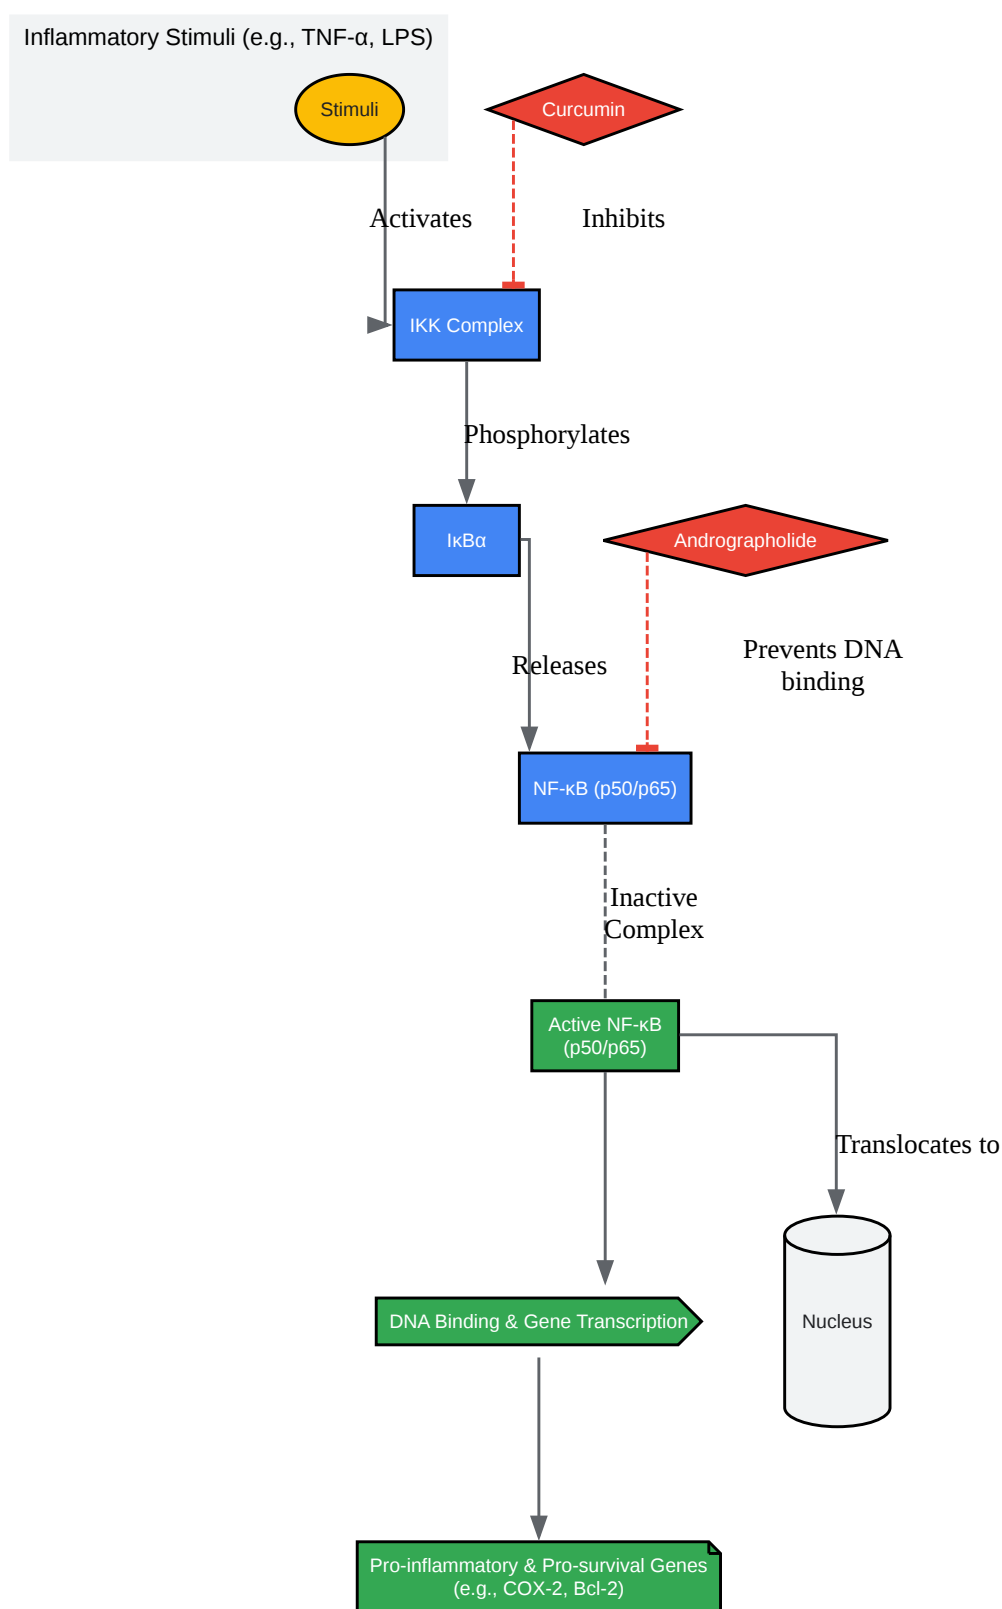 Inflammatory Stimuli (e.g., TNF-α, LPS)
Stimuli
Curcumin
Activates
Inhibits
IKK Complex
Phosphorylates
IκBα
Andrographolide
Releases
Prevents DNA
binding
NF-κB (p50/p65)
Inactive
Complex
Active NF-κB
(p50/p65)
Translocates to
DNA Binding & Gene Transcription
Nucleus
Pro-inflammatory & Pro-survival Genes
(e.g., COX-2, Bcl-2)